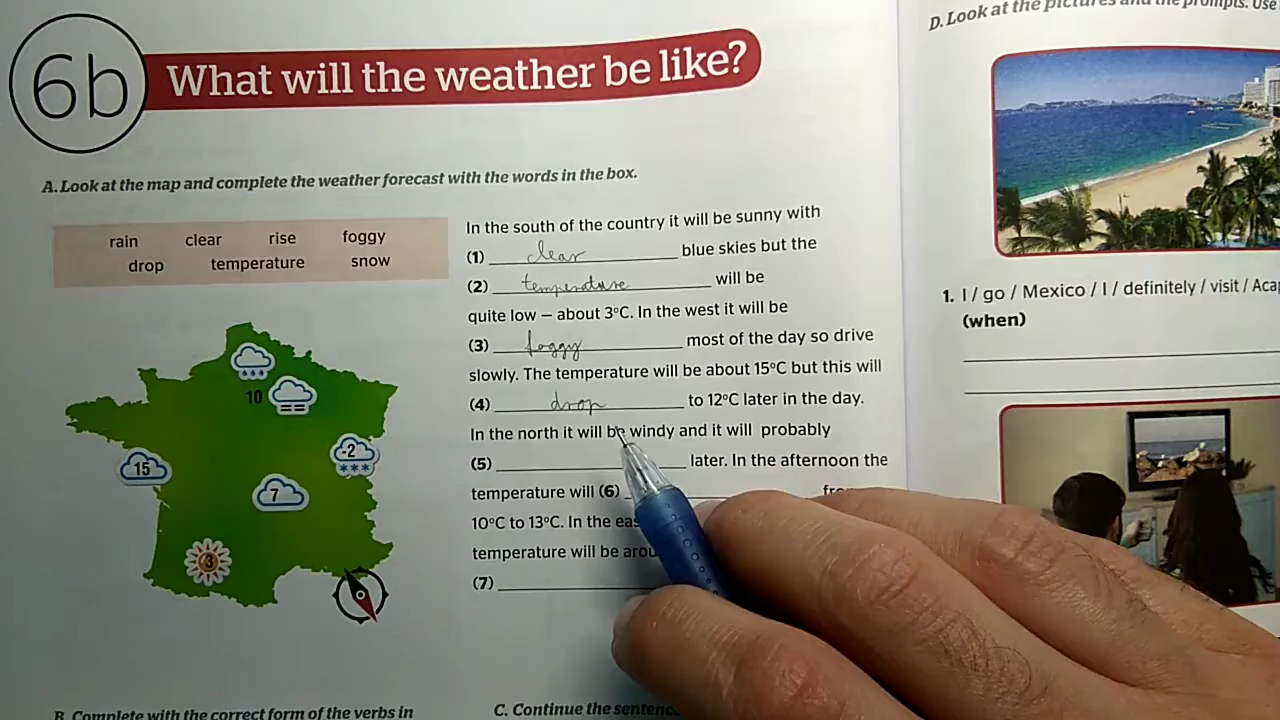 6b What will the weather be like?
A. Look at the map and complete the weather forecast with the words in the box.
rain clear rise foggy
drop temperature snow
10
-2
15
7
3
In the south of the country it will be sunny with
(1) clear blue skies but the
(2) temperature will be
quite low – about 3°C. In the west it will be
(3) foggy most of the day so drive
slowly. The temperature will be about 15°C but this will
(4) drop to 12°C later in the day.
In the north it will be windy and it will probably
(5) later. In the afternoon the
temperature will (6)
10°C to 13°C. In the
temperature will be
(7)
B. Complete with the correct form of the verbs in
C. Continue the
D. Look at the pictures and the prompts. Use
1. I / go / Mexico / I / definitely / visit /
(when)